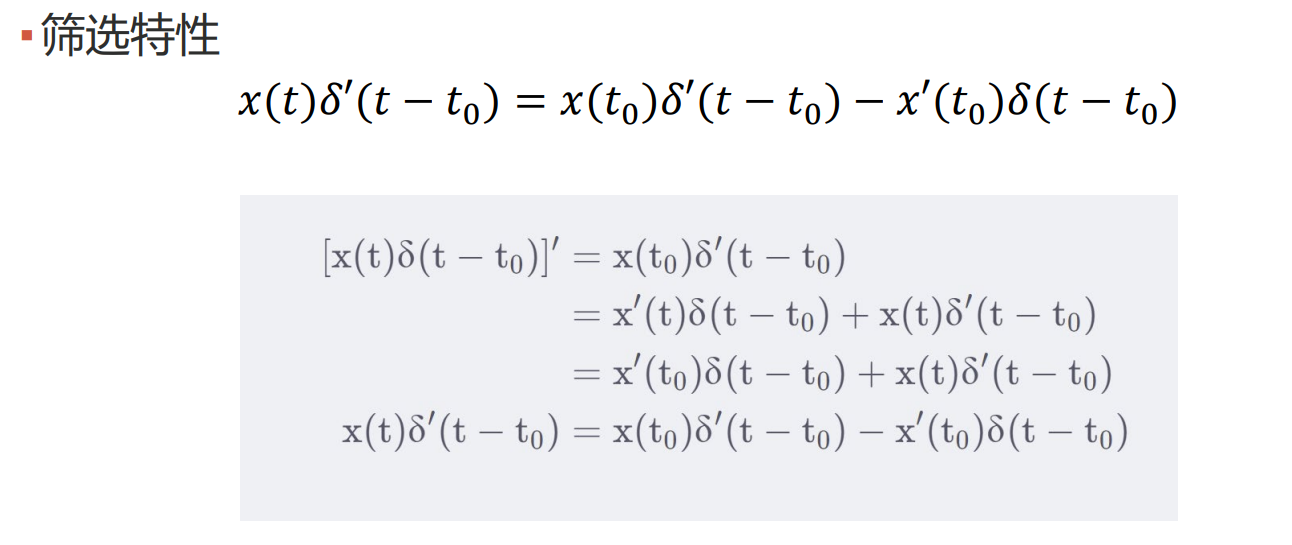 ▪筛选特性
x(t)δ′(t − t₀) = x(t₀)δ′(t − t₀) − x′(t₀)δ(t − t₀)
[x(t)δ(t − t₀)]′ = x(t₀)δ′(t − t₀)
= x′(t)δ(t − t₀) + x(t)δ′(t − t₀)
= x′(t₀)δ(t − t₀) + x(t)δ′(t − t₀)
x(t)δ′(t − t₀) = x(t₀)δ′(t − t₀) − x′(t₀)δ(t − t₀)